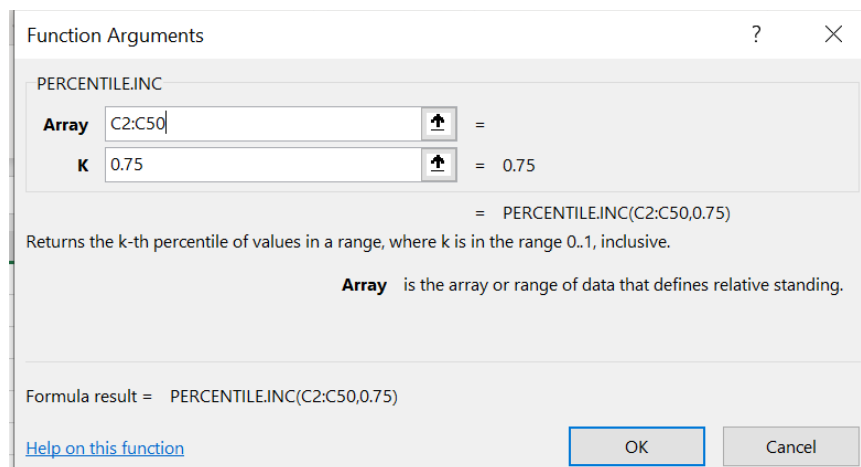 Function Arguments ? ×
PERCENTILE.INC
Array C2:C50 =
K 0.75 = 0.75
= PERCENTILE.INC(C2:C50,0.75)
Returns the k-th percentile of values in a range, where k is in the range 0..1, inclusive.
Array is the array or range of data that defines relative standing.
Formula result = PERCENTILE.INC(C2:C50,0.75)
Help on this function OK Cancel